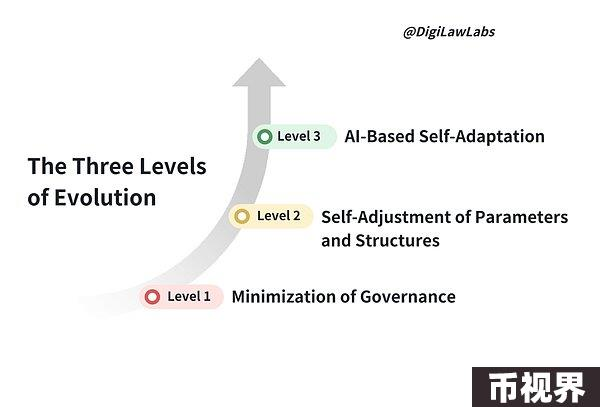 @DigiLawLabs
The Three Levels
of Evolution
Level 3
AI-Based Self-Adaptation
Level 2
Self-Adjustment of Parameters
and Structures
Level 1
Minimization of Governance
币视界